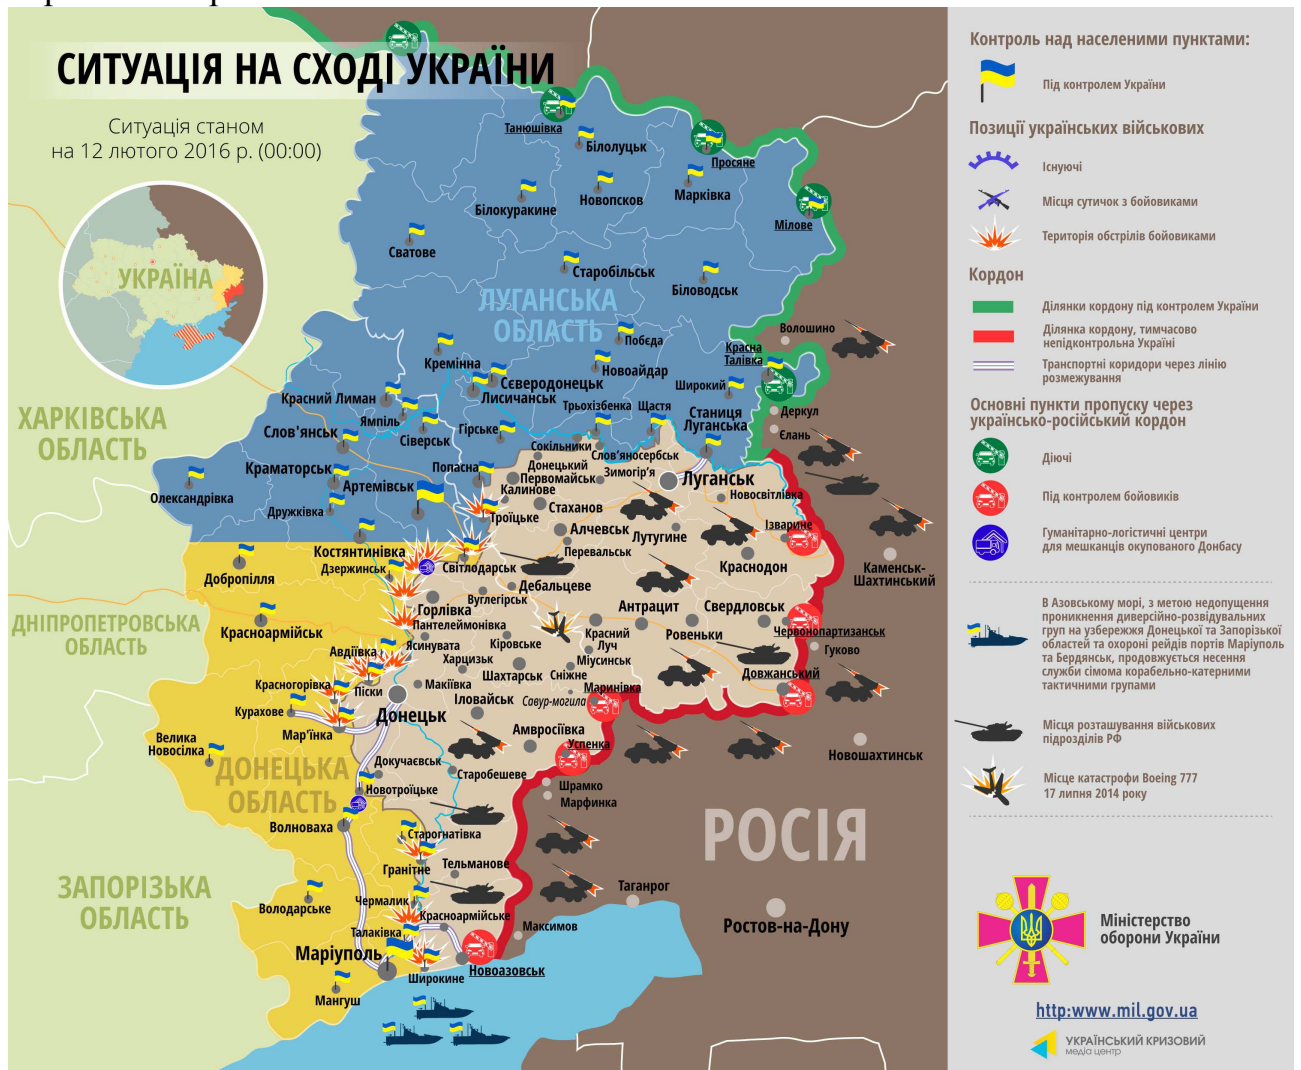 СИТУАЦІЯ НА СХОДІ УКРАЇНИ
Ситуація станом
на 12 лютого 2016 р. (00:00)
УКРАЇНА
ХАРКІВСЬКА
ОБЛАСТЬ
ДНІПРОПЕТРОВСЬКА
ОБЛАСТЬ
ЗАПОРІЗЬКА
ОБЛАСТЬ
ЛУГАНСЬКА
ОБЛАСТЬ
ДОНЕЦЬКА
ОБЛАСТЬ
РОСІЯ
Танюшівка
Білолуцьк
Просяне
Білокуракине
Новопсков
Марківка
Мілове
Сватове
Старобільськ
Біловодськ
Волошино
Побєда
Красна
Талівка
Кремінна
Сєверодонецьк
Новоайдар
Лисичанськ
Широкий
Красний Лиман
Ямпіль
Трьохізбенка
Щастя
Станиця
Луганська
Деркул
Слов'янськ
Сіверськ
Гірське
Єлань
Сокільники
Слов'яносербськ
Краматорськ
Попасна
Донецький
Зимогір'я
Первомайськ
Луганськ
Олександрівка
Артемівськ
Калинове
Новосвітлівка
Дружківка
Троїцьке
Стаханов
Ізварине
Алчевськ
Лутугине
Костянтинівка
Перевальськ
Дзержинськ
Світлодарськ
Краснодон
Каменськ-
Шахтинський
Добропілля
Дебальцеве
Вуглегірськ
Горлівка
Антрацит
Свердловськ
Красноармійськ
Пантелеймонівка
Красний
Луч
Ровеньки
Червонопартизанськ
Авдіївка
Ясинувата
Кіровське
Гуково
Харцизьк
Міусинськ
Красногорівка
Піски
Макіївка
Шахтарськ
Сніжне
Довжанський
Маринівка
Курахове
Іловайськ
Савур-могила
Донецьк
Мар'їнка
Амвросіївка
Велика
Новосілка
Успенка
Новошахтинськ
Докучаєвськ
Старобешеве
Новотроїцьке
Шрамко
Марфинка
Волноваха
Старогнатівка
Гранітне
Тельманове
Таганрог
Володарське
Чермалик
Красноармійське
Ростов-на-Дону
Талаківка
Максимов
Маріуполь
Новоазовськ
Широкине
Мангуш
Контроль над населеними пунктами:
Під контролем України
Позиції українських військових
Існуючі
Місця сутичок з бойовиками
Територія обстрілів бойовиками
Кордон
Ділянки кордону під контролем України
Ділянка кордону, тимчасово
непідконтрольна Україні
Транспортні коридори через лінію
розмежування
Основні пункти пропуску через
українсько-російський кордон
Діючі
Під контролем бойовиків
Гуманітарно-логістичні центри
для мешканців окупованого Донбасу
В Азовському морі, з метою недопущення
проникнення диверсійно-розвідувальних
груп на узбережжя Донецької та Запорізької
областей та охороні рейдів портів Маріуполь
та Бердянськ, продовжується несення
служби сімома корабельно-катерними
тактичними групами
Місця розташування військових
підрозділів РФ
Місце катастрофи Boeing 777
17 липня 2014 року
Міністерство
оборони України
http:www.mil.gov.ua
УКРАЇНСЬКИЙ КРИЗОВИЙ
медіа центр